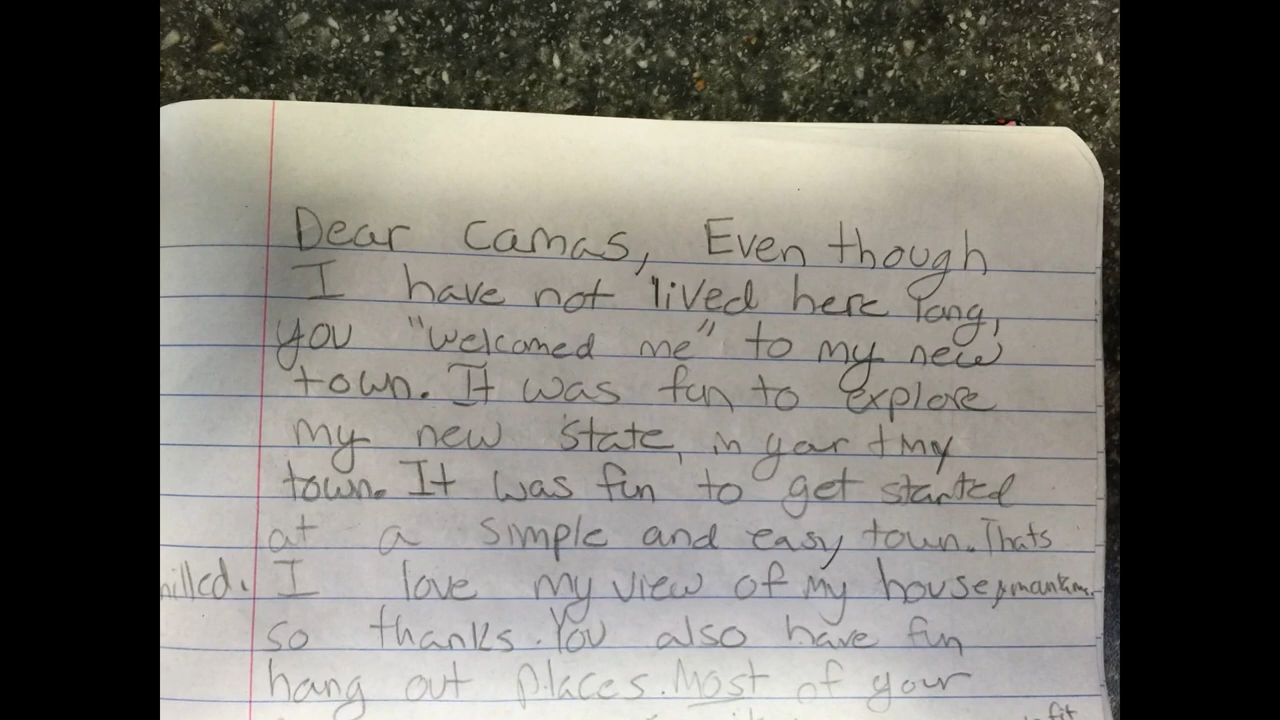 Dear Camas, Even though
I have not lived here long,
you "welcomed me" to my new
town. It was fun to explore
my new state, in your + my
town. It was fun to get started
at a simple and easy town. Thats
I love my view of my house
so thanks. You also have fun
hang out places. Most of your
fit